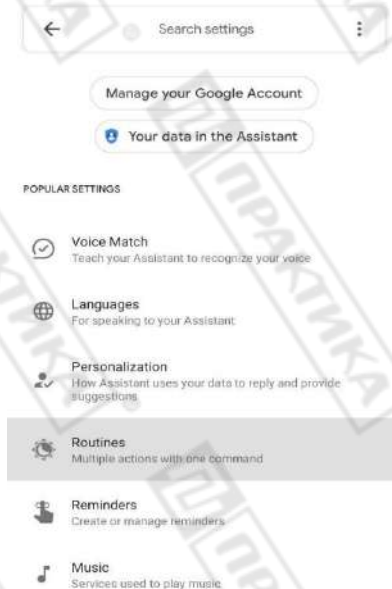 Search settings
Manage your Google Account
Your data in the Assistant
POPULAR SETTINGS
Voice Match
Teach your Assistant to recognize your voice
Languages
For speaking to your Assistant
Personalization
How Assistant uses your data to reply and provide
suggestions
Routines
Multiple actions with one command
Reminders
Create or manage reminders
Music
Services used to play music
ПРАКТИКА